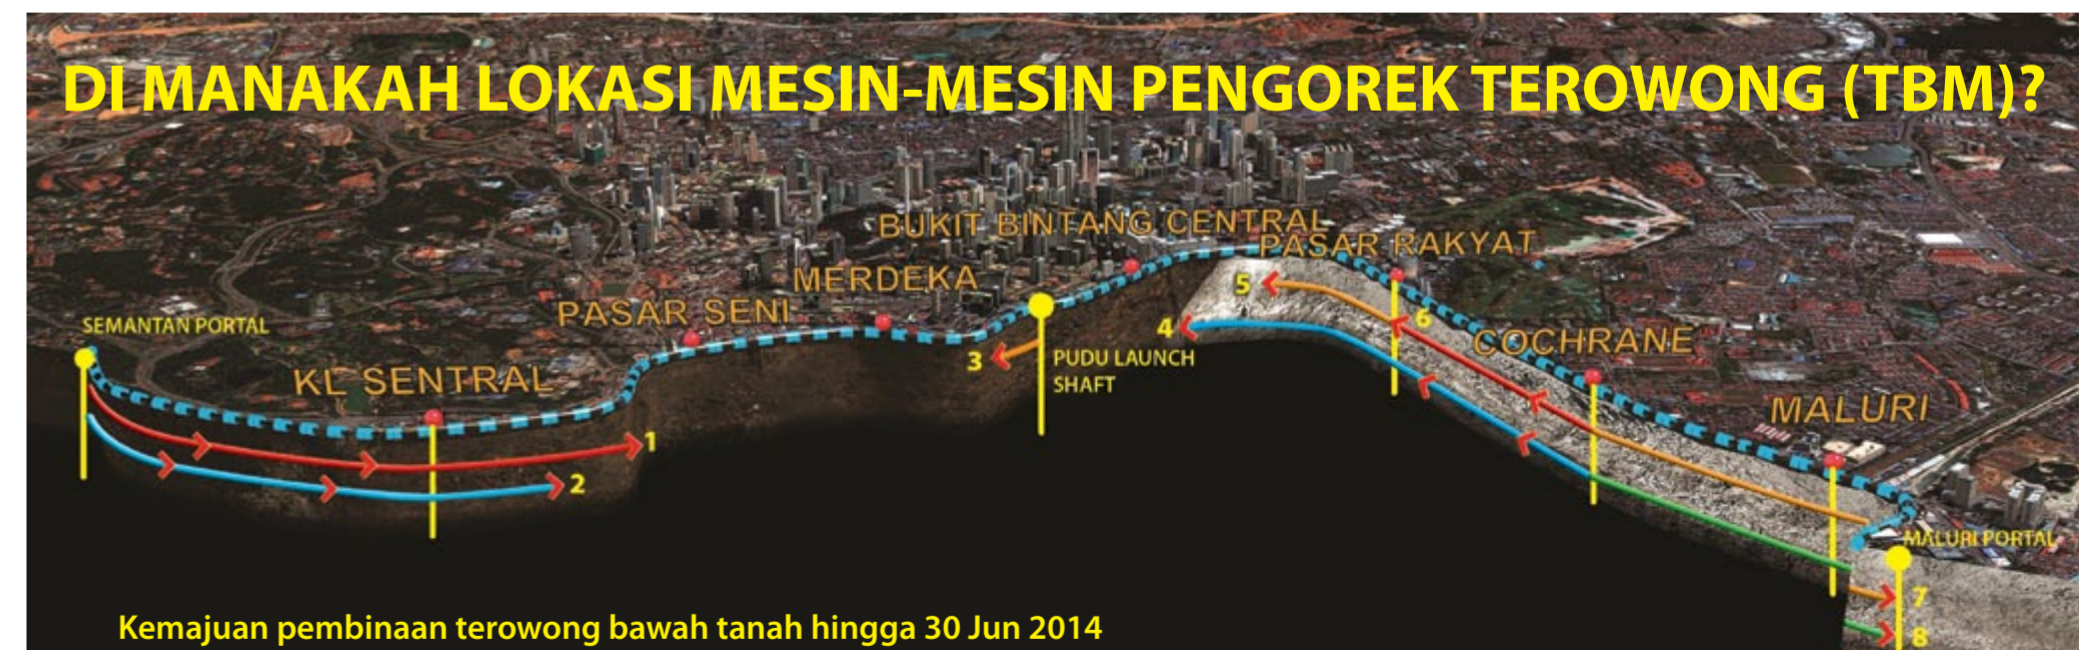 DI MANAKAH LOKASI MESIN-MESIN PENGOREK TEROWONG (TBM)?
BUKIT BINTANG CENTRAL
PASAR RAKYAT
MERDEKA
5
PASAR SENI
6
SEMANTAN PORTAL
4
COCHRANE
3
PUDU LAUNCH
SHAFT
KL SENTRAL
MALURI
1
2
MALURI PORTAL
7
Kemajuan pembinaan terowong bawah tanah hingga 30 Jun 2014
8